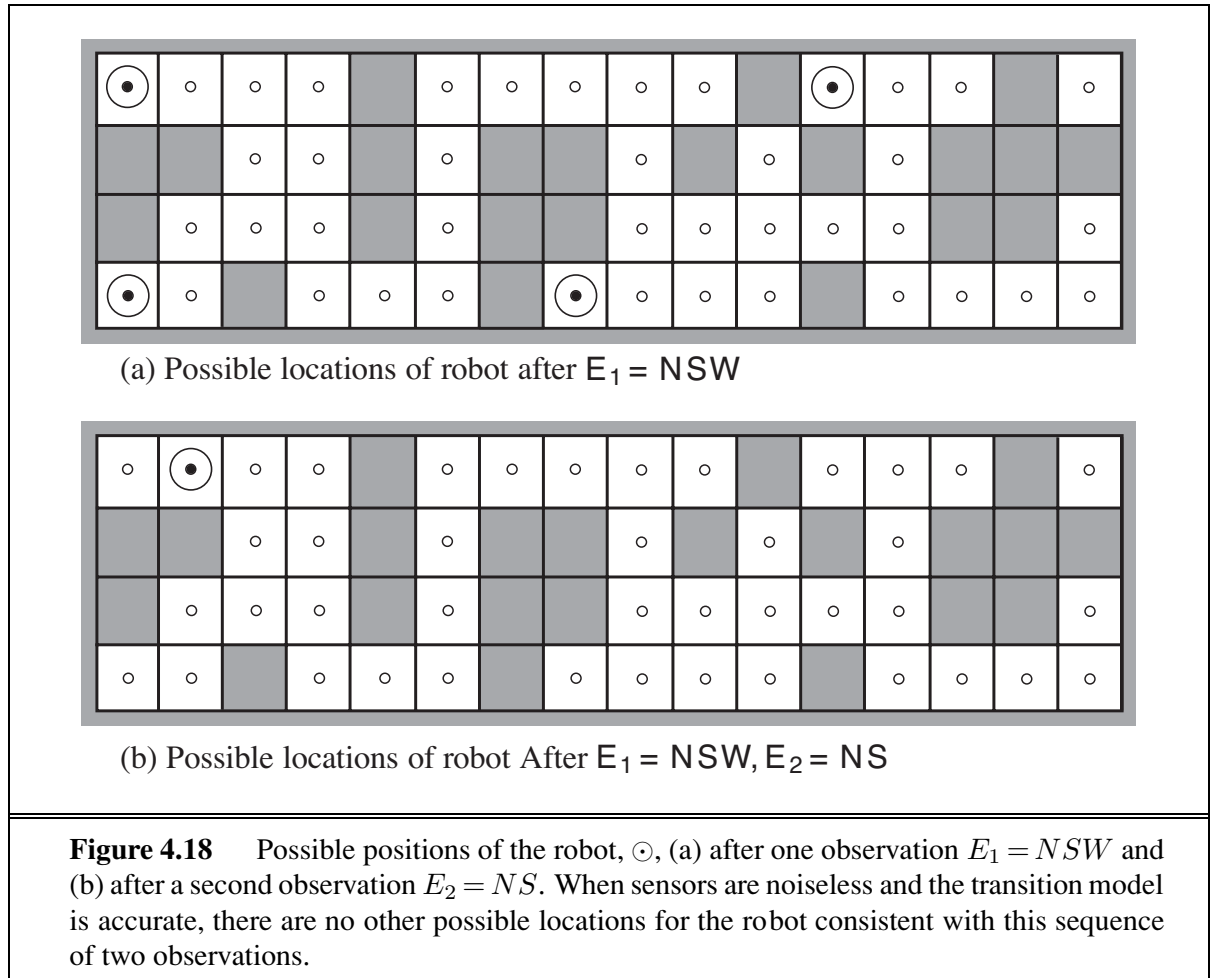 (a) Possible locations of robot after E₁ = NSW
(b) Possible locations of robot After E₁ = NSW, E₂ = NS
Figure 4.18 Possible positions of the robot, ⊙, (a) after one observation E₁ = NSW and
(b) after a second observation E₂ = NS. When sensors are noiseless and the transition model
is accurate, there are no other possible locations for the robot consistent with this sequence
of two observations.